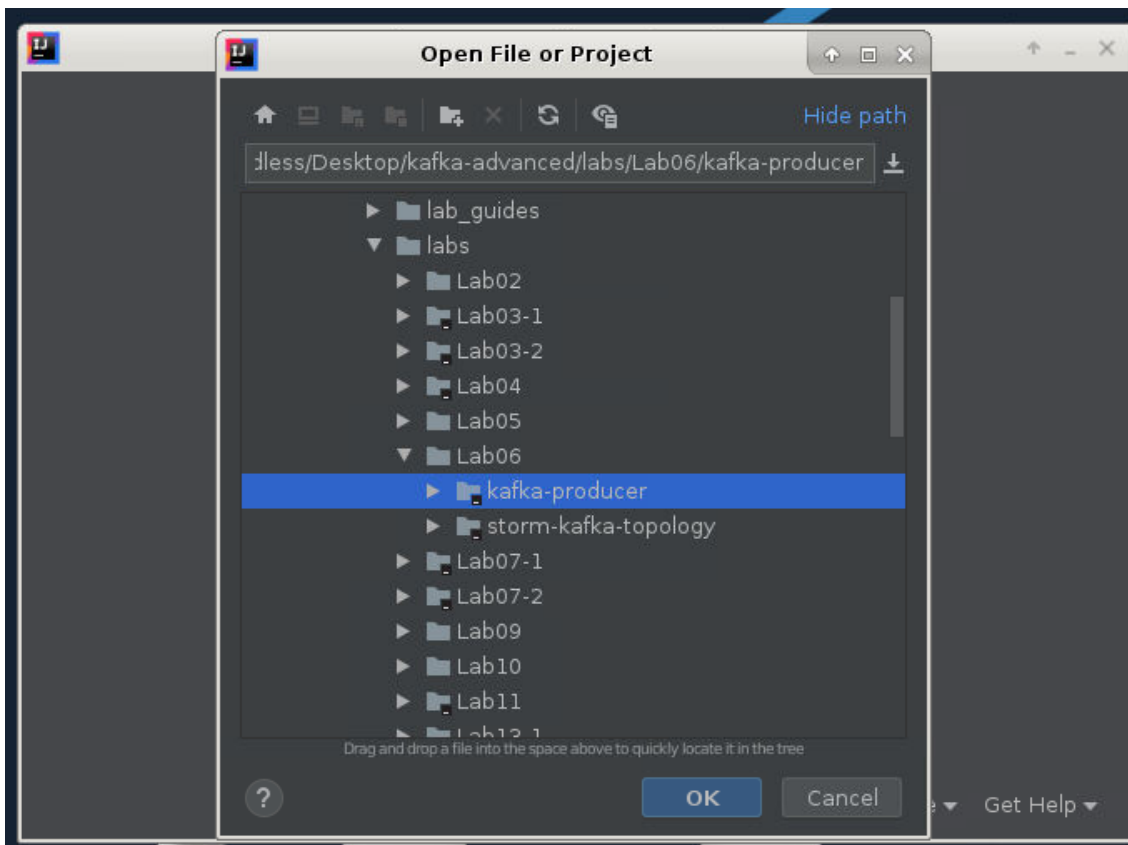 Open File or Project
Hide path
dless/Desktop/kafka-advanced/labs/Lab06/kafka-producer
lab_guides
labs
Lab02
Lab03-1
Lab03-2
Lab04
Lab05
Lab06
kafka-producer
storm-kafka-topology
Lab07-1
Lab07-2
Lab09
Lab10
Lab11
Lab13-1
Drag and drop a file into the space above to quickly locate it in the tree
?
OK
Cancel
Get Help